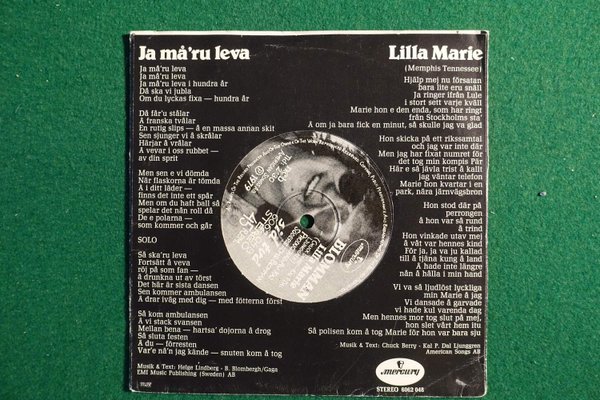 Ja må'ru leva
Ja må'ru leva
Ja må'ru leva
Ja må'ru leva i hundra år
Då ska vi jubla
Om du lyckas fixa — hundra år
Då får'u stålar
Å franska tvålar
En rutig slips — å en massa annan skit
Sen sjunger vi å skrålar
Härjar å vrålar
Å vevar i oss rubbet —
av din sprit
Men sen e vi dömda
När flaskorna är tömda
Å i ditt läder —
finns det inte ett spår
Men om du haft ball så
spelar det nån roll då
De e polarna —
som kommer och går
SOLO
Så ska'ru leva
Fortsätt å veva
röj på som fan —
å drunkna ut av törst
Det här är sista dansen
Sen kommer ambulansen
Å drar iväg med dig — med fötterna först
Så kom ambulansen
Å vi stack svansen
Mellan bena — hartsa' dojorna å drog
Så sluta festen
Å du — förresten
Var'e nå'n jag kände — snuten kom å tog
Musik & Text: Helge Lindberg - B. Blombergh/Gaga
EMI Music Publishing (Sweden) AB
Lilla Marie
(Memphis Tennessee)
Hjälp mej nu försatan
bara lite eru snäll
Ja ringer ifrån Lule
i stort sett varje kväll
Marie hon e den enda, som har ringt
från Stockholms sta'
Å om ja bara fick en minut, så skulle jag va glad
Hon skicka på ett rikssamtal
och jag var inte där
Men jag har fixat numret för
det tog min kompis Pär
Här e så jävla trist å kallt
jag väntar telefon
Marie hon kvartar i en
park, nära järnvägsbron
Hon stod där på
perrongen
å hon var så rund
å trind
Hon vinkade utav mej
å våt var hennes kind
För ja, ja va ju kallad
till å tjäna kung å land
Å hade inte längre
nån å hålla i min hand
Vi va så ljudlöst lyckliga
min Marie å jag
Vi dansade å garvade
vi hade kul varenda dag
Men hennes mor tog slut på mej,
hon slet vårt hem itu
Så polisen kom å tog Marie för hon var bara sju
Musik & Text: Chuck Berry - Kal P. Dal Ljunggren
American Songs AB
mercury
STEREO 6062 048
BLOHMAN
Lilla Marie
1979